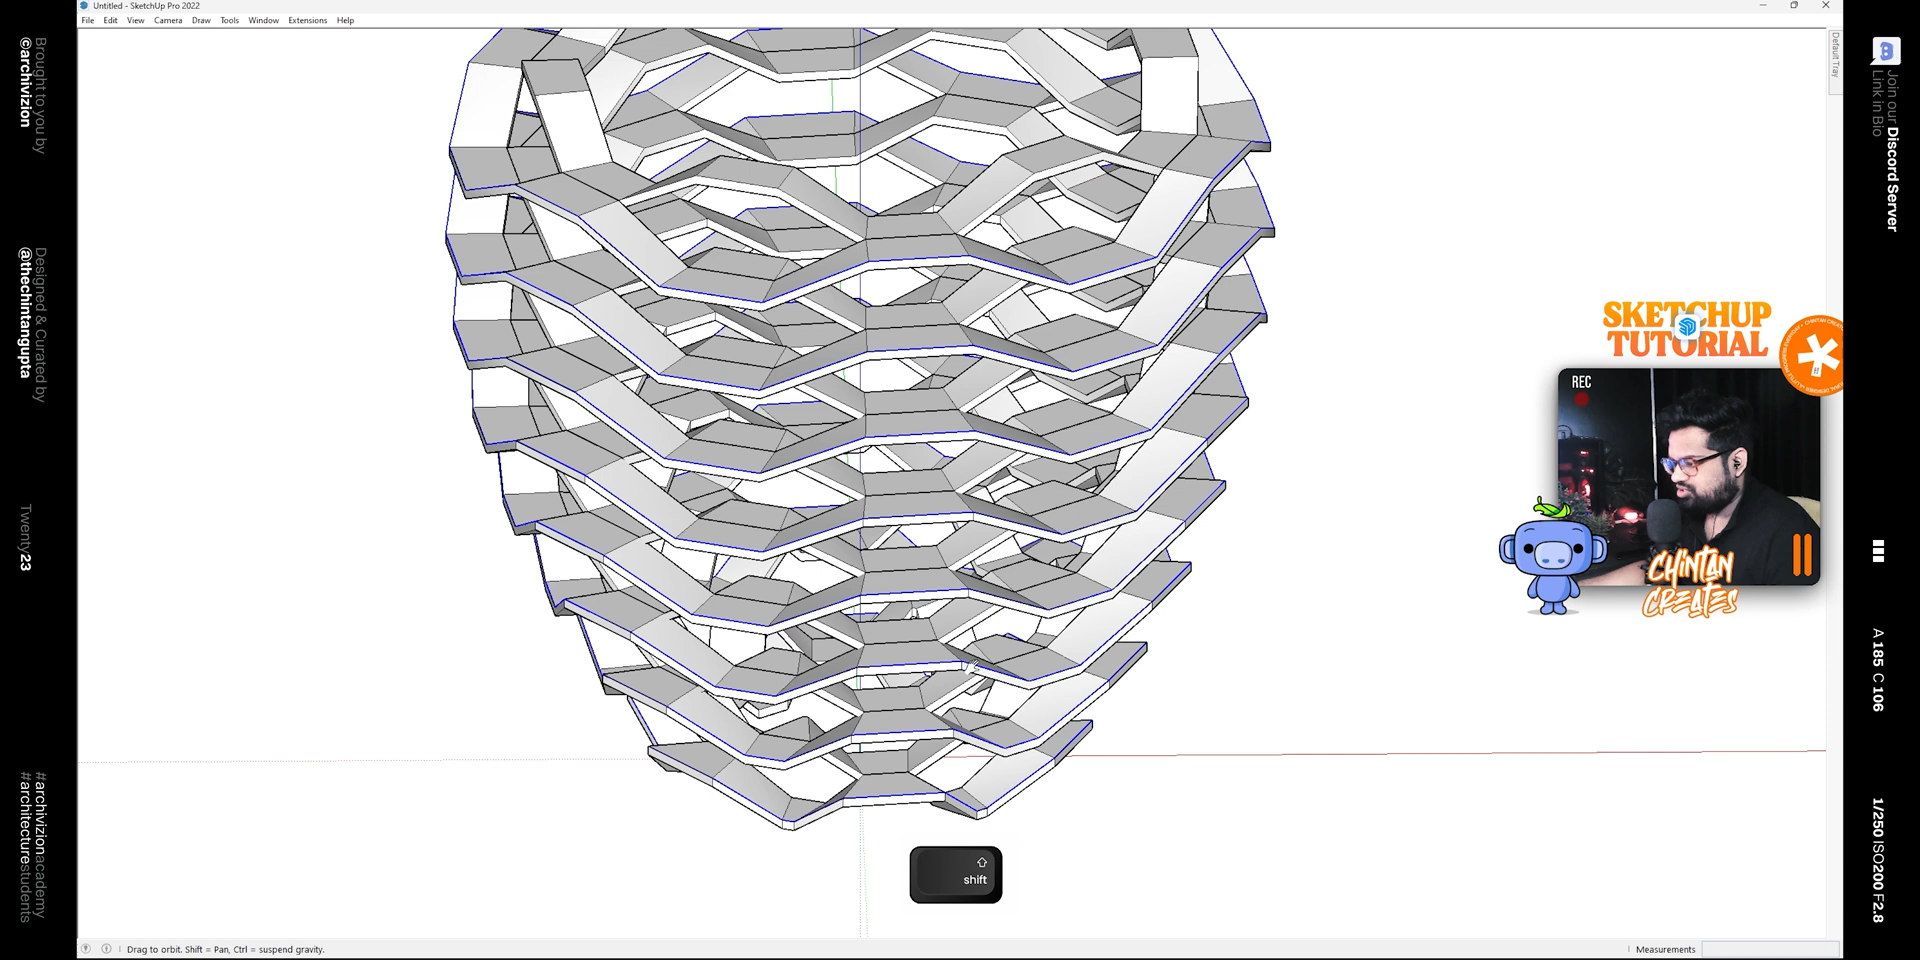 Untitled - SketchUp Pro 2022
File Edit View Camera Draw Tools Window Extensions Help
Default Tray
Brought to you by
©archivizion
Designed & Curated by
@thechintangupta
Twenty23
#archivizionacademy
#architecturestudents
Join our Discord Server
Link in Bio
A 185 C 106
1/250 ISO200 F2.8
SKETCHUP
TUTORIAL
REC
CHINTAN
CREATES
shift
Drag to orbit. Shift = Pan, Ctrl = suspend gravity.
Measurements